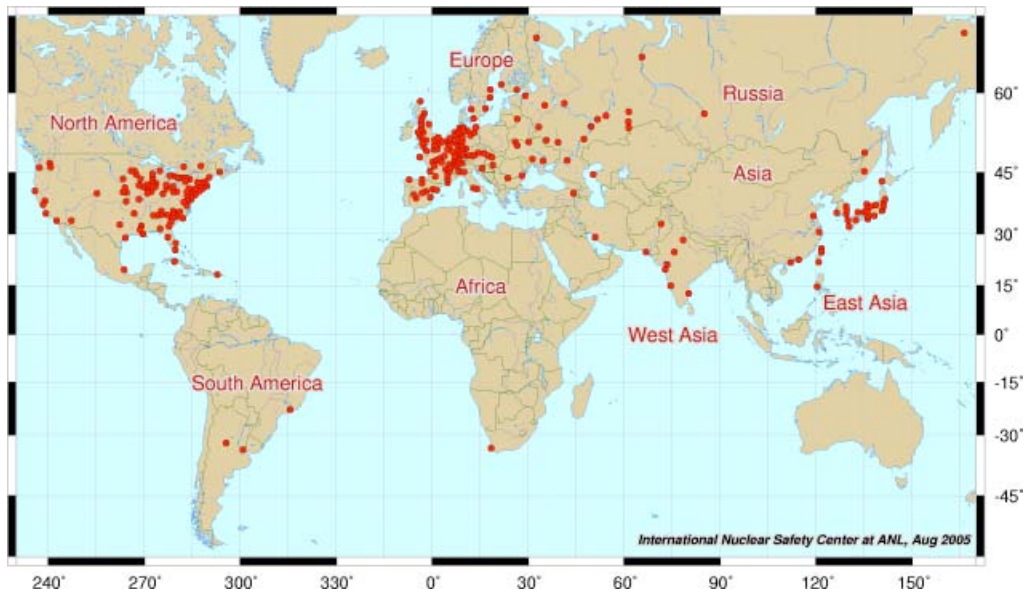 Europe
60°
Russia
North America
45°
Asia
30°
Africa
15°
East Asia
West Asia
0°
South America
-15°
-30°
-45°
International Nuclear Safety Center at ANL, Aug 2005
240° 270° 300° 330° 0° 30° 60° 90° 120° 150°